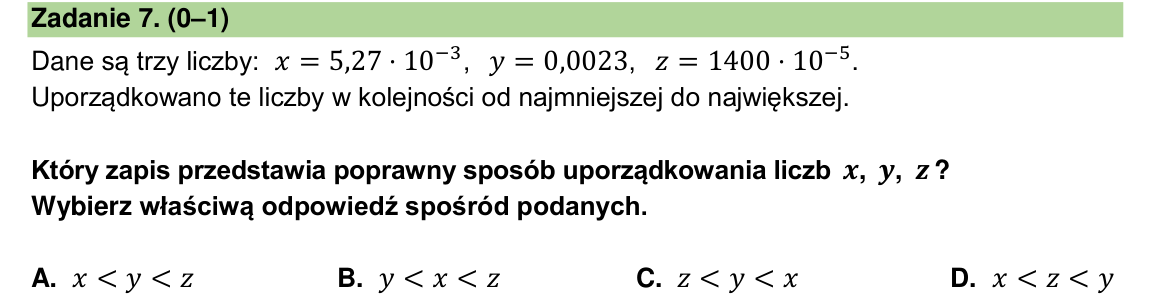 Zadanie 7. (0–1)
Dane są trzy liczby: x = 5,27 · 10⁻³, y = 0,0023, z = 1400 · 10⁻⁵.
Uporządkowano te liczby w kolejności od najmniejszej do największej.
Który zapis przedstawia poprawny sposób uporządkowania liczb x, y, z?
Wybierz właściwą odpowiedź spośród podanych.
A. x < y < z B. y < x < z C. z < y < x D. x < z < y